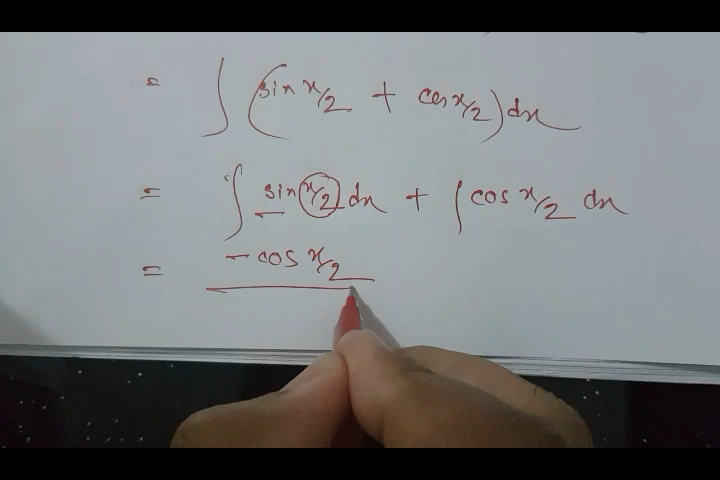 = ∫ (sin x/2 + cos x/2) dx
= ∫ sin x/2 dx + ∫ cos x/2 dx
= - cos x/2